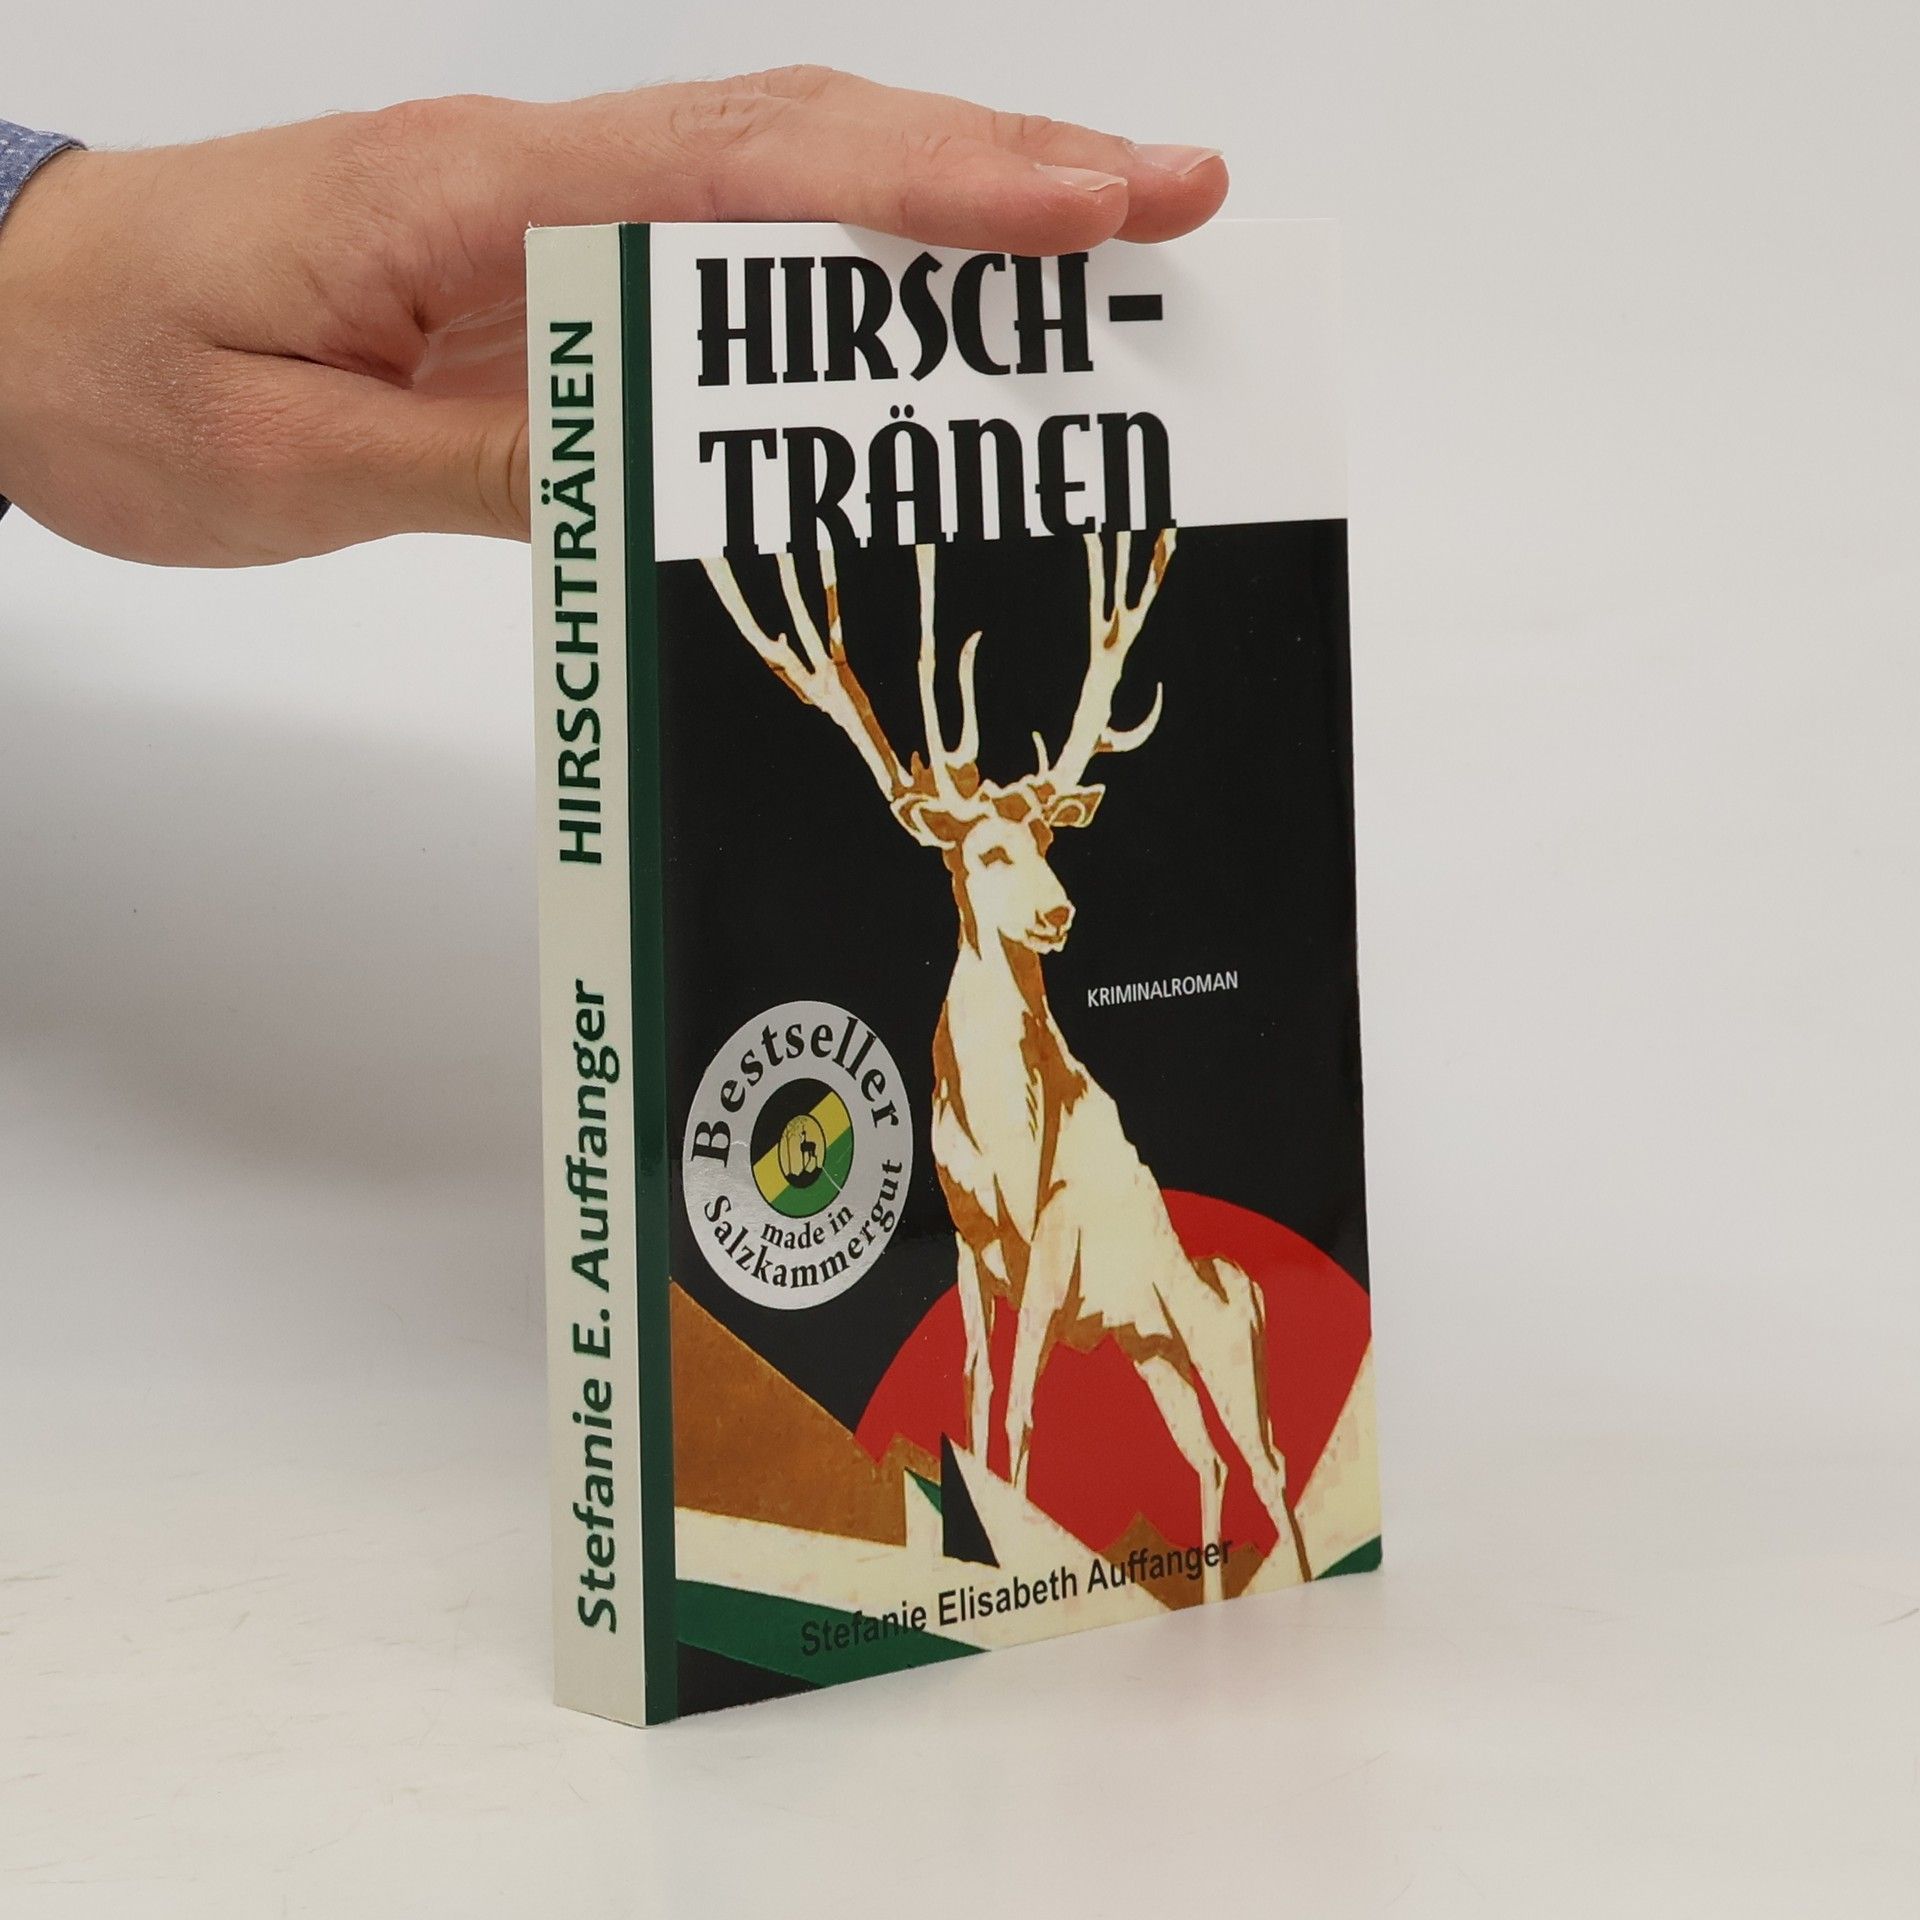 HIRSCH-
TRÄNEN
KRIMINALROMAN
Bestseller
made in
Salzkammergut
Stefanie Elisabeth Auffanger
Stefanie E. Auffanger HIRSCHTRÄNEN